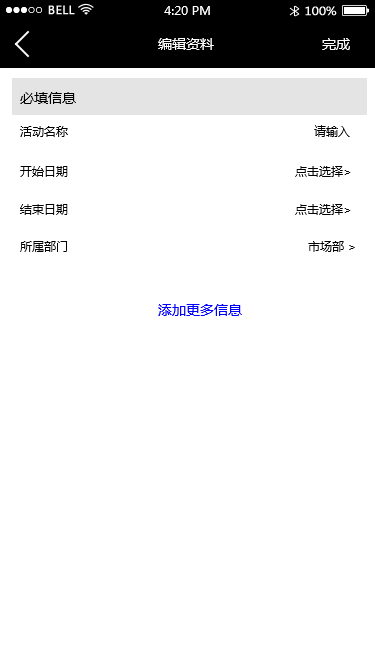 BELL 4:20 PM 100%
编辑资料 完成
必填信息
活动名称 请输入
开始日期 点击选择>
结束日期 点击选择>
所属部门 市场部 >
添加更多信息